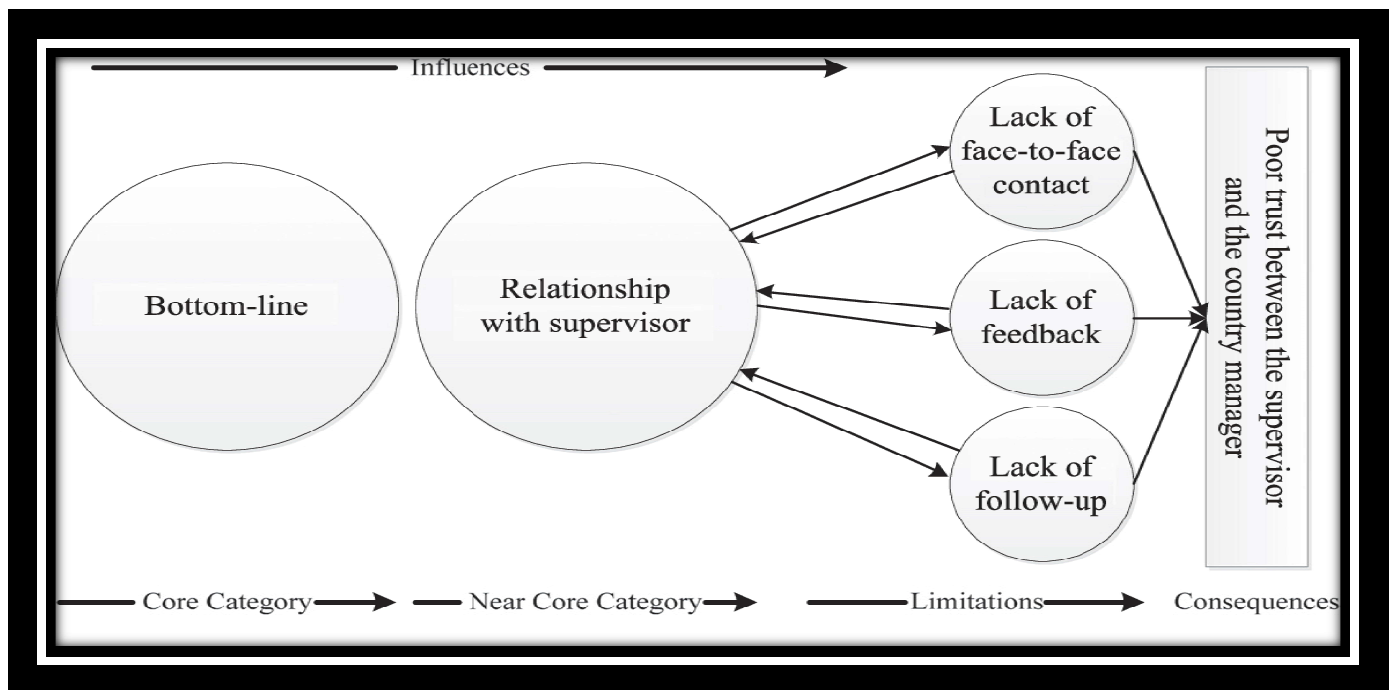 Influences
Lack of
face-to-face
contact
Bottom-line
Relationship
with supervisor
Lack of
feedback
Lack of
follow-up
Poor trust between the supervisor
and the country manager
Core Category
Near Core Category
Limitations
Consequences